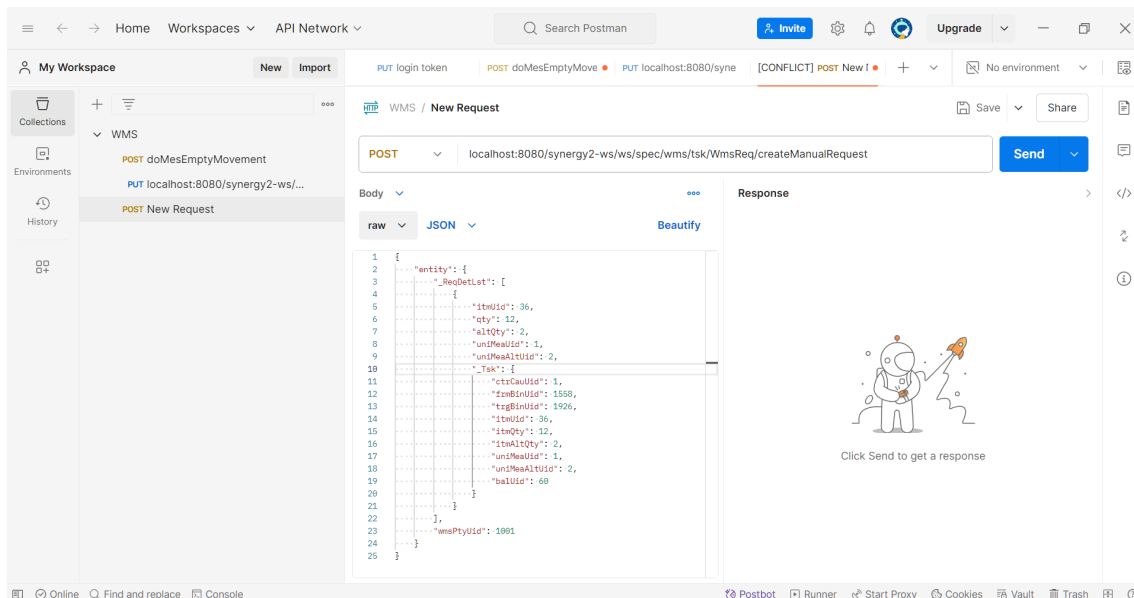 Home Workspaces API Network Search Postman Invite Upgrade
My Workspace New Import PUT login token POST doMesEmptyMove PUT localhost:8080/syne [CONFLICT] POST New No environment
Collections
Environments
History
WMS
POST doMesEmptyMovement
PUT localhost:8080/synergy2-ws/...
POST New Request
HTTP WMS / New Request Save Share
POST localhost:8080/synergy2-ws/ws/spec/wms/tsk/WmsReq/createManualRequest Send
Body Response
raw JSON Beautify
1 {
2 "entity": {
3 "_ReqDetLst": [
4 {
5 "itmUid": 36,
6 "qty": 12,
7 "altQty": 2,
8 "uniMeaUid": 1,
9 "uniMeaAltUid": 2,
10 "_Tsk": {
11 "ctrCauUid": 1,
12 "frmBinUid": 1558,
13 "trgBinUid": 1926,
14 "itmUid": 36,
15 "itmQty": 12,
16 "itmAltQty": 2,
17 "uniMeaUid": 1,
18 "uniMeaAltUid": 2,
19 "balUid": 60
20 }
21 }
22 ],
23 "wmsPtyUid": 1001
24 }
25 }
Click Send to get a response
Online Find and replace Console Postbot Runner Start Proxy Cookies Vault Trash